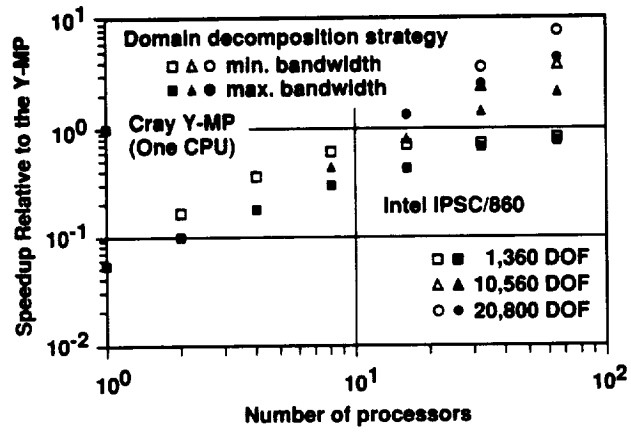 Speedup Relative to the Y-MP
10^1
10^0
10^-1
10^-2
Domain decomposition strategy
□ △ ○ min. bandwidth
■ ▲ ● max. bandwidth
Cray Y-MP
(One CPU)
Intel IPSC/860
□ ■ 1,360 DOF
△ ▲ 10,560 DOF
○ ● 20,800 DOF
10^0 10^1 10^2
Number of processors